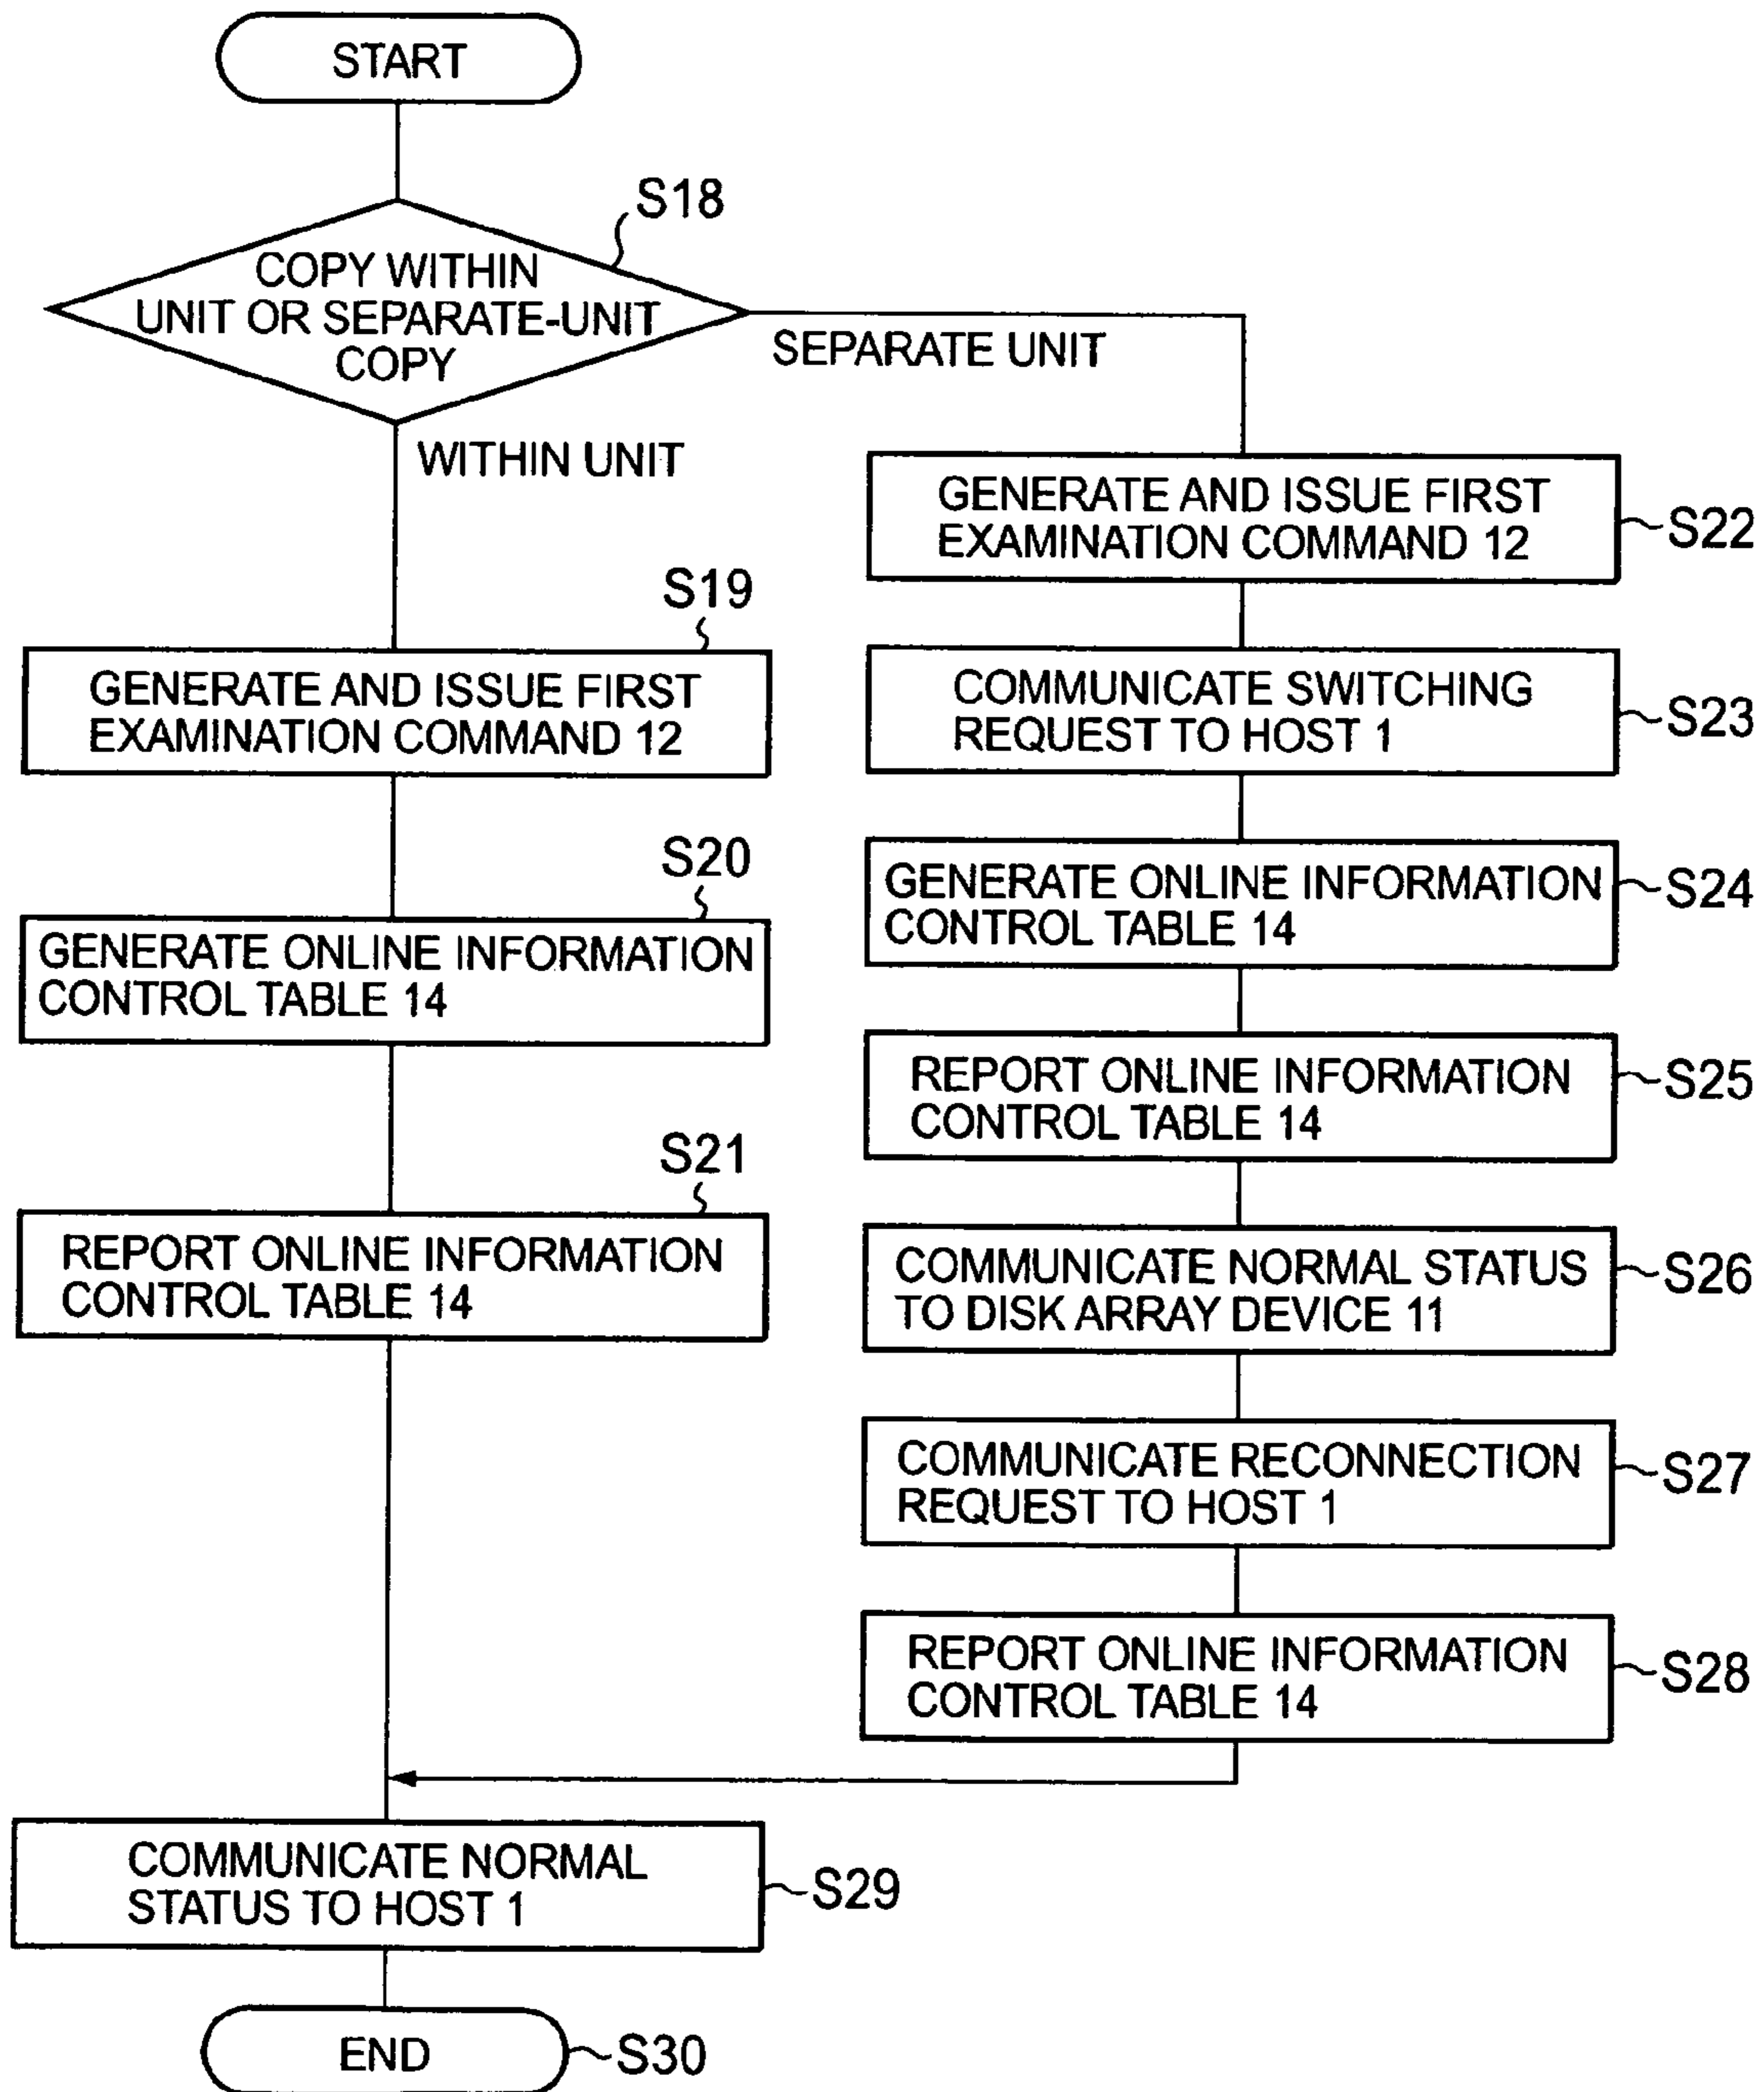 START
S18
COPY WITHIN
UNIT OR SEPARATE-UNIT
COPY
SEPARATE UNIT
WITHIN UNIT
S19
GENERATE AND ISSUE FIRST
EXAMINATION COMMAND 12
S20
GENERATE ONLINE INFORMATION
CONTROL TABLE 14
S21
REPORT ONLINE INFORMATION
CONTROL TABLE 14
GENERATE AND ISSUE FIRST
EXAMINATION COMMAND 12
S22
COMMUNICATE SWITCHING
REQUEST TO HOST 1
S23
GENERATE ONLINE INFORMATION
CONTROL TABLE 14
S24
REPORT ONLINE INFORMATION
CONTROL TABLE 14
S25
COMMUNICATE NORMAL STATUS
TO DISK ARRAY DEVICE 11
S26
COMMUNICATE RECONNECTION
REQUEST TO HOST 1
S27
REPORT ONLINE INFORMATION
CONTROL TABLE 14
S28
COMMUNICATE NORMAL
STATUS TO HOST 1
S29
END
S30